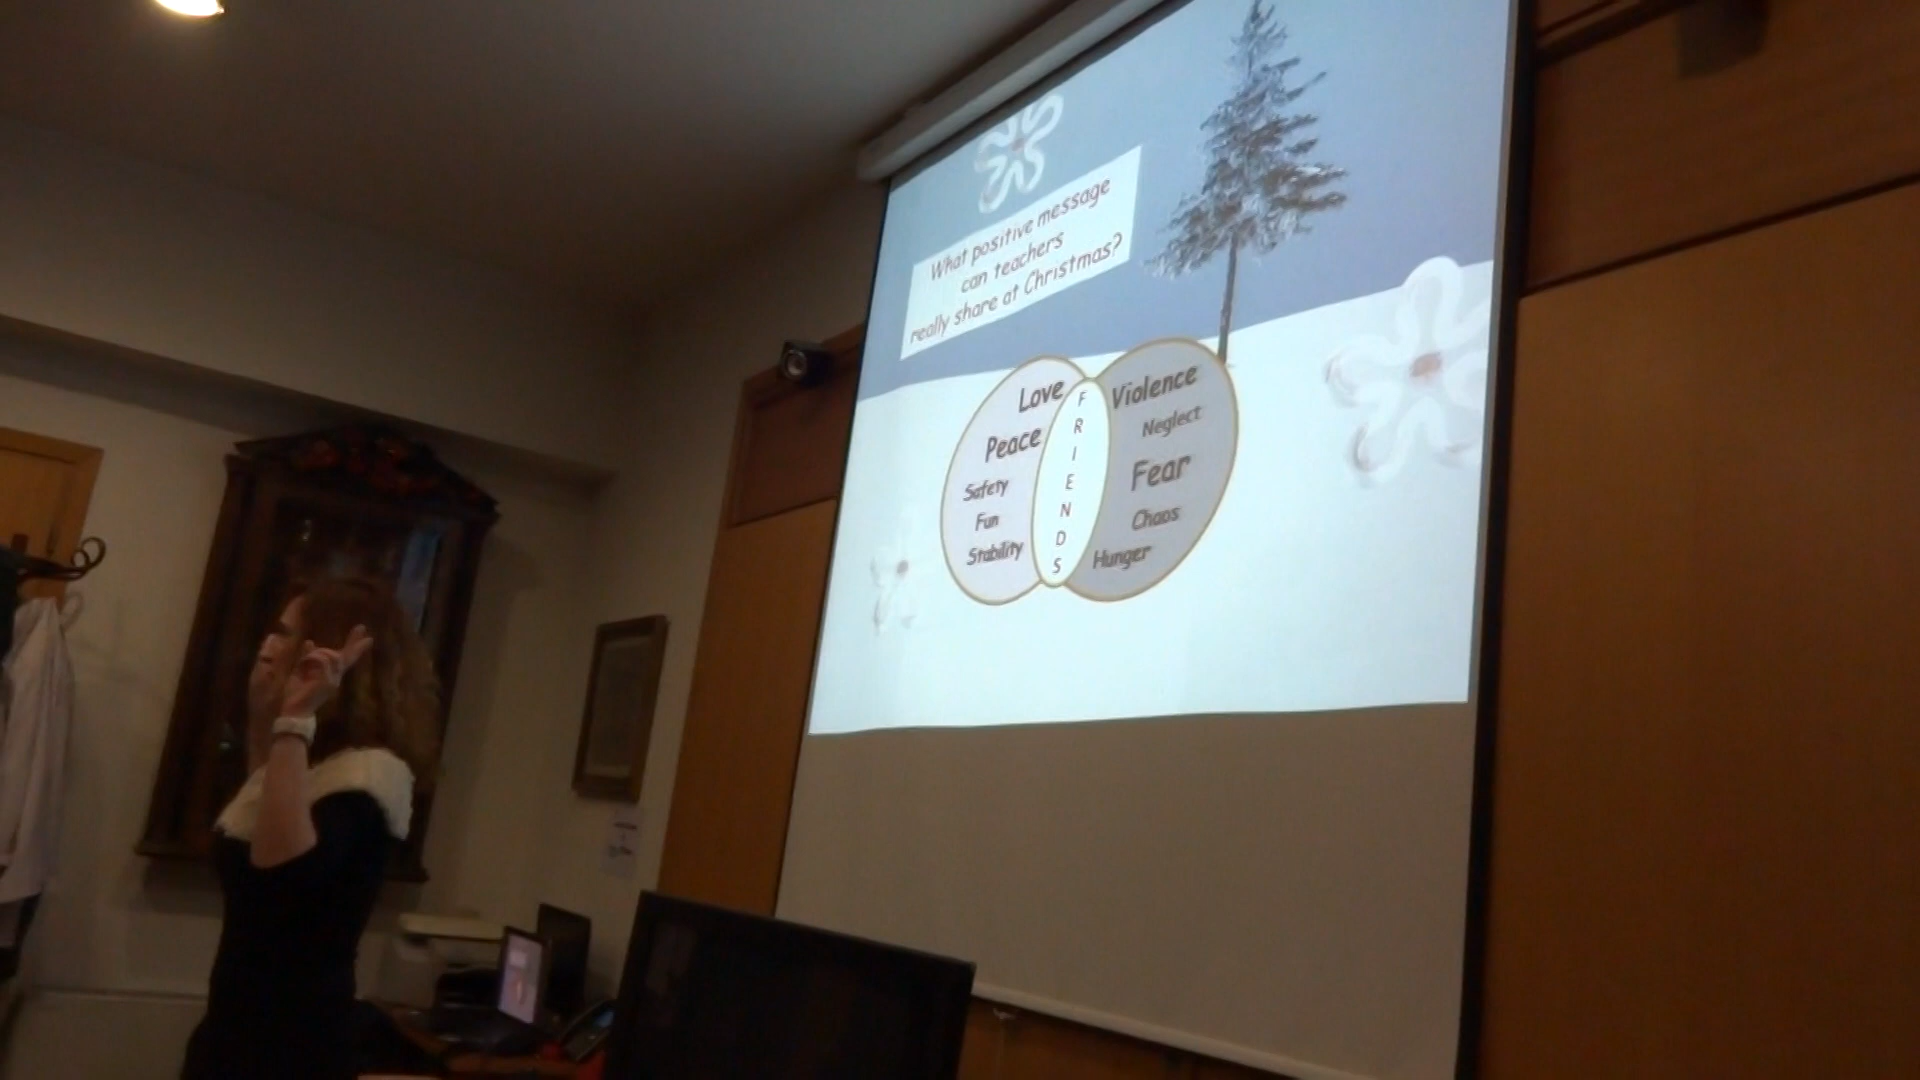 What positive message
can teachers
really share at Christmas?
Love
Peace
Safety
Fun
Stability
F
R
I
E
N
D
S
Violence
Neglect
Fear
Chaos
Hunger